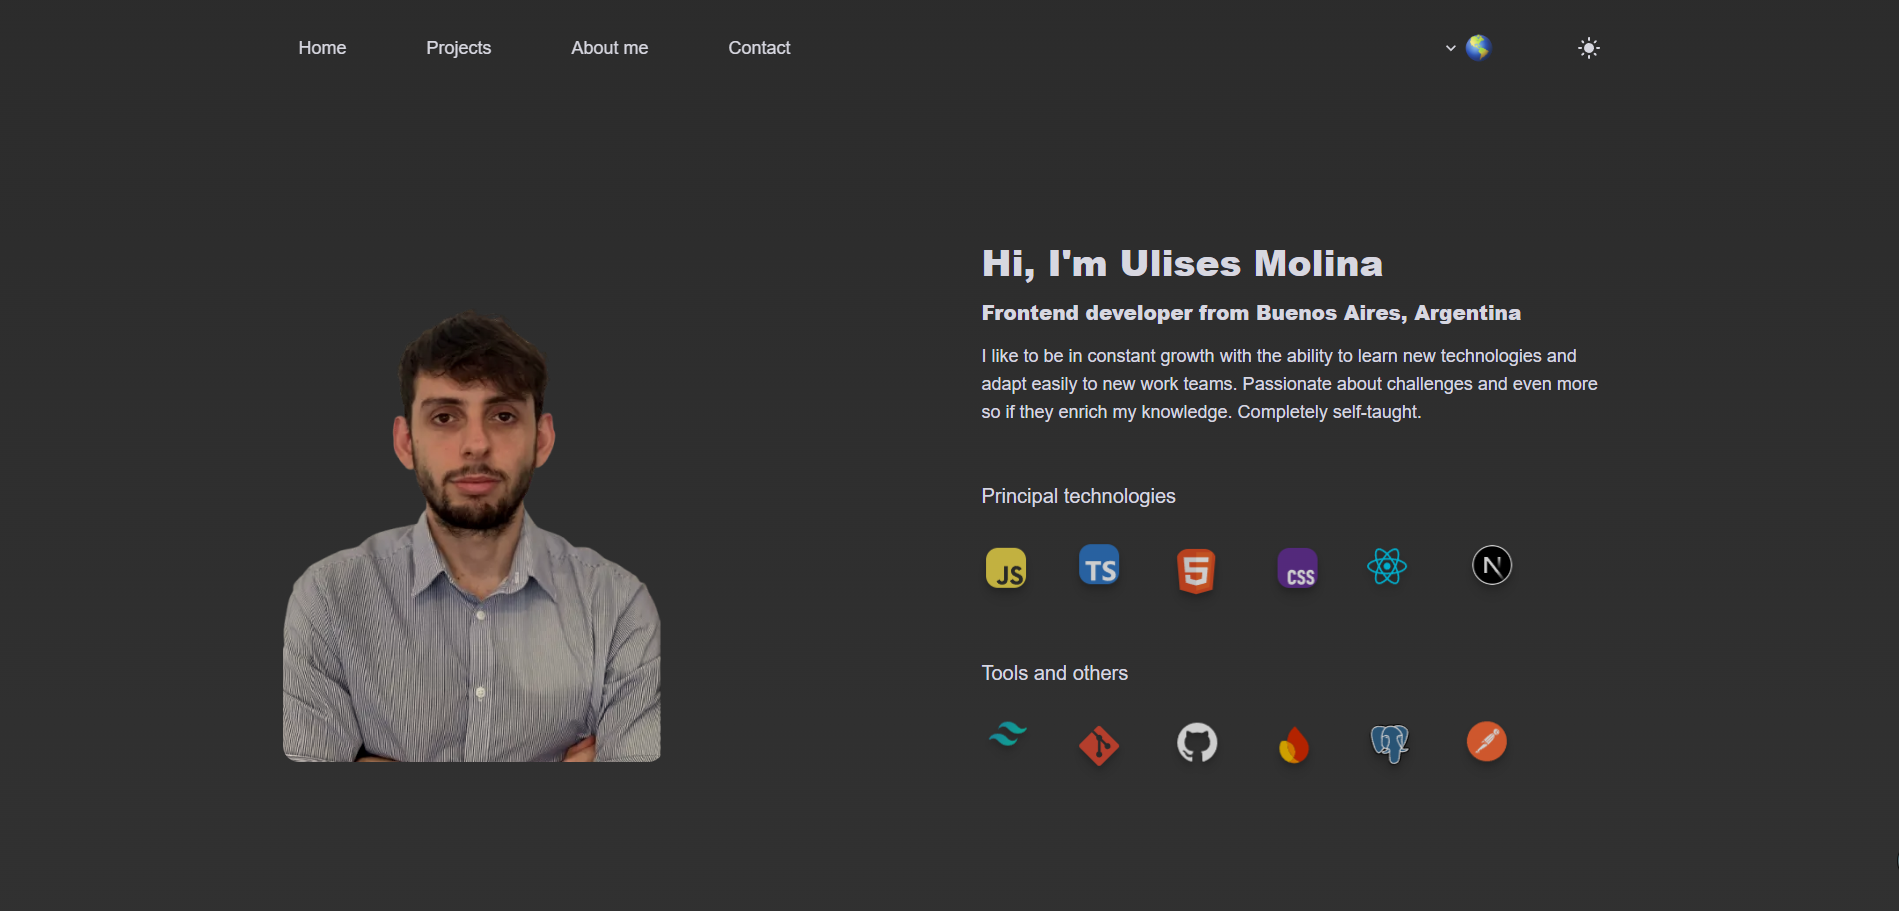 Home Projects About me Contact
Hi, I'm Ulises Molina
Frontend developer from Buenos Aires, Argentina
I like to be in constant growth with the ability to learn new technologies and
adapt easily to new work teams. Passionate about challenges and even more
so if they enrich my knowledge. Completely self-taught.
Principal technologies
JS TS 5 CSS N
Tools and others